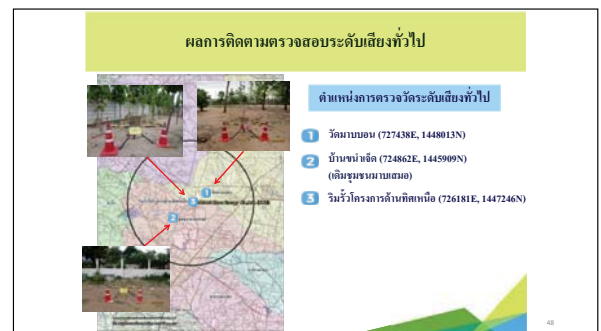 ผลการติดตามตรวจสอบระดับเสียงทั่วไป
ตำแหน่งการตรวจวัดระดับเสียงทั่วไป
1 วัดมาบบอน (727438E, 1448013N)
2 บ้านขนำเจ็ด (724862E, 1445909N)
(เดิมชุมชนมาบเสมอ)
3 ริมรั้วโครงการด้านทิศเหนือ (726181E, 1447246N)
1
3
2
48